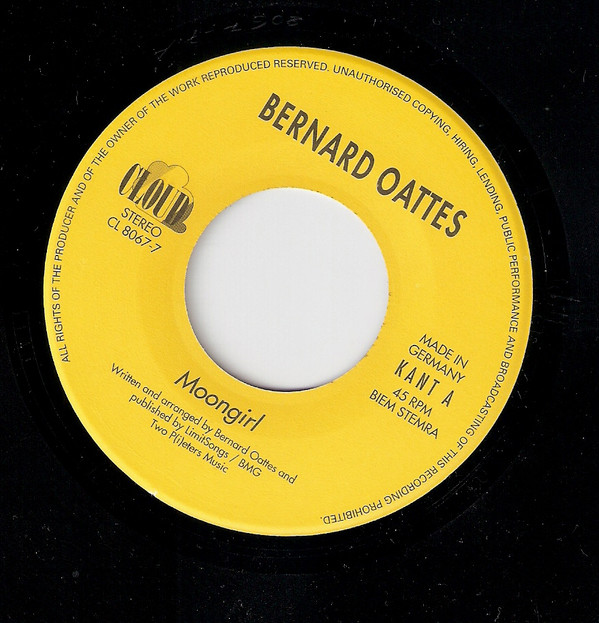 ALL RIGHTS OF THE PRODUCER AND OF THE OWNER OF THE WORK REPRODUCED RESERVED. UNAUTHORISED COPYING, HIRING, LENDING, PUBLIC PERFORMANCE AND BROADCASTING OF THIS RECORDING PROHIBITED.
BERNARD OATTES
CLOUD
STEREO
CL 8067-7
MADE IN
GERMANY
KANT A
45 RPM
BIEM STEMRA
Moongirl
Written and arranged by Bernard Oattes and
published by LimitSongs / BMG
Two P(i)eters Music